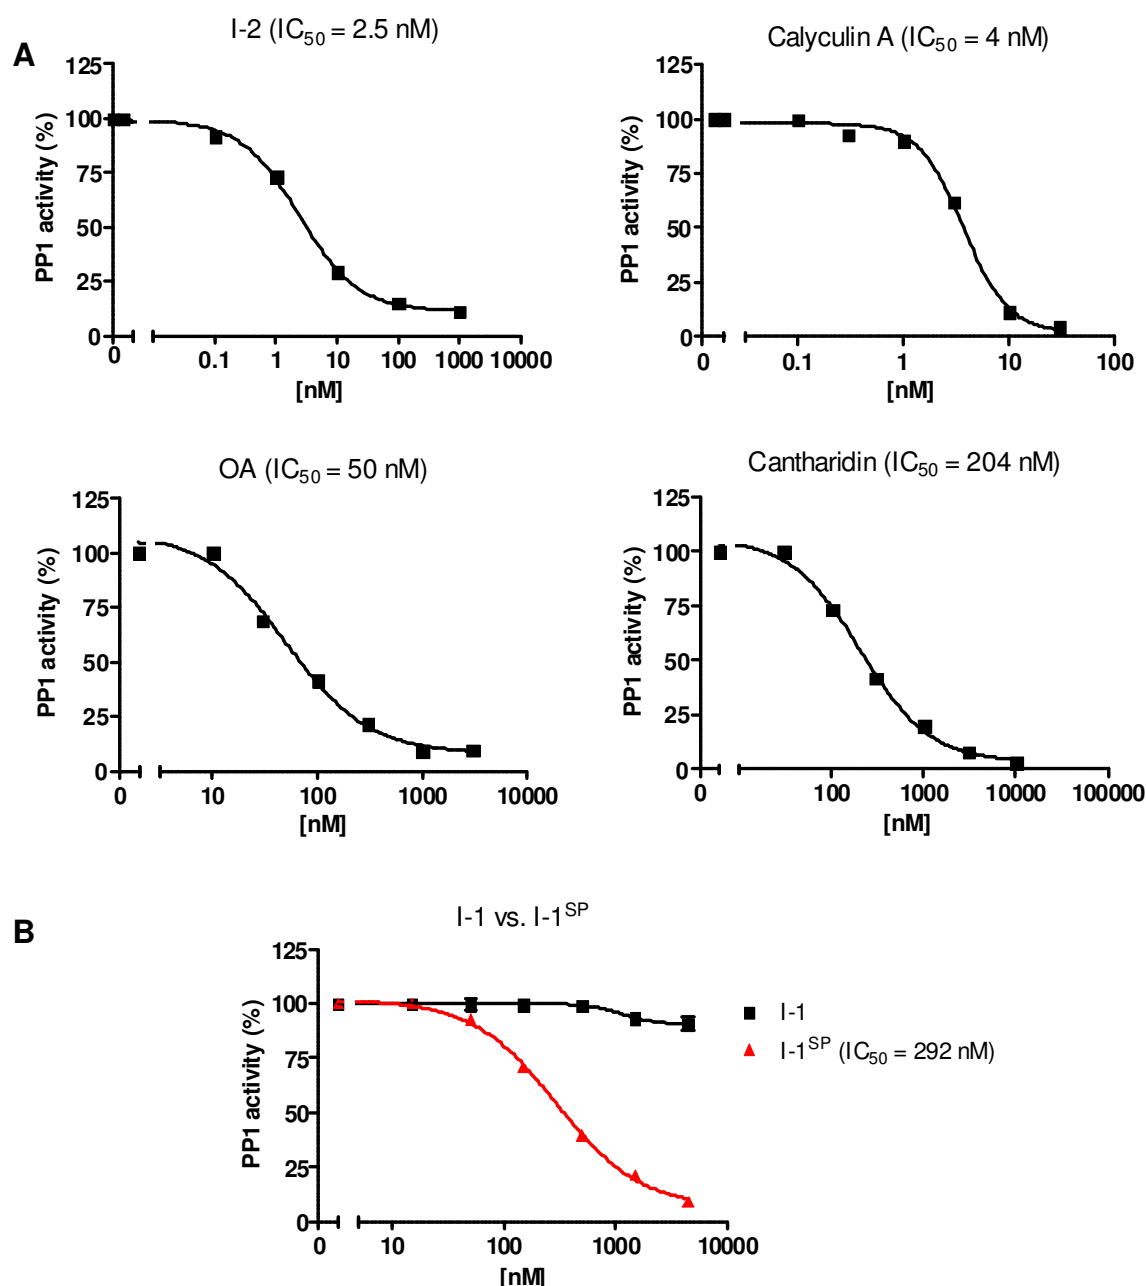 A
I-2 (IC50 = 2.5 nM)
PP1 activity (%)
125
100
75
50
25
0
0 0.1 1 10 100 1000 10000
[nM]
Calyculin A (IC50 = 4 nM)
PP1 activity (%)
125
100
75
50
25
0
0 0.1 1 10 100
[nM]
OA (IC50 = 50 nM)
PP1 activity (%)
125
100
75
50
25
0
0 10 100 1000 10000
[nM]
Cantharidin (IC50 = 204 nM)
PP1 activity (%)
125
100
75
50
25
0
0 100 1000 10000 100000
[nM]
B
I-1 vs. I-1SP
PP1 activity (%)
125
100
75
50
25
0
0 10 100 1000 10000
[nM]
I-1
I-1SP (IC50 = 292 nM)